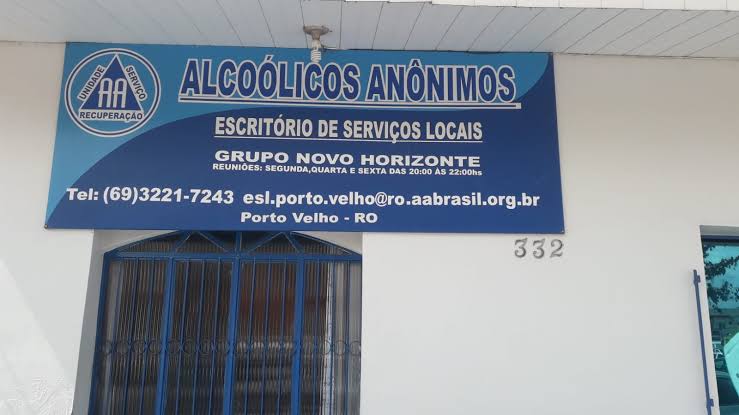 UNIDADE SERVIÇO
AA
RECUPERAÇÃO
ALCOÓLICOS ANÔNIMOS
ESCRITÓRIO DE SERVIÇOS LOCAIS
GRUPO NOVO HORIZONTE
REUNIÕES: SEGUNDA,QUARTA E SEXTA DAS 20:00 ÀS 22:00hs
Tel: (69)3221-7243 esl.porto.velho@ro.aabrasil.org.br
Porto Velho - RO
332